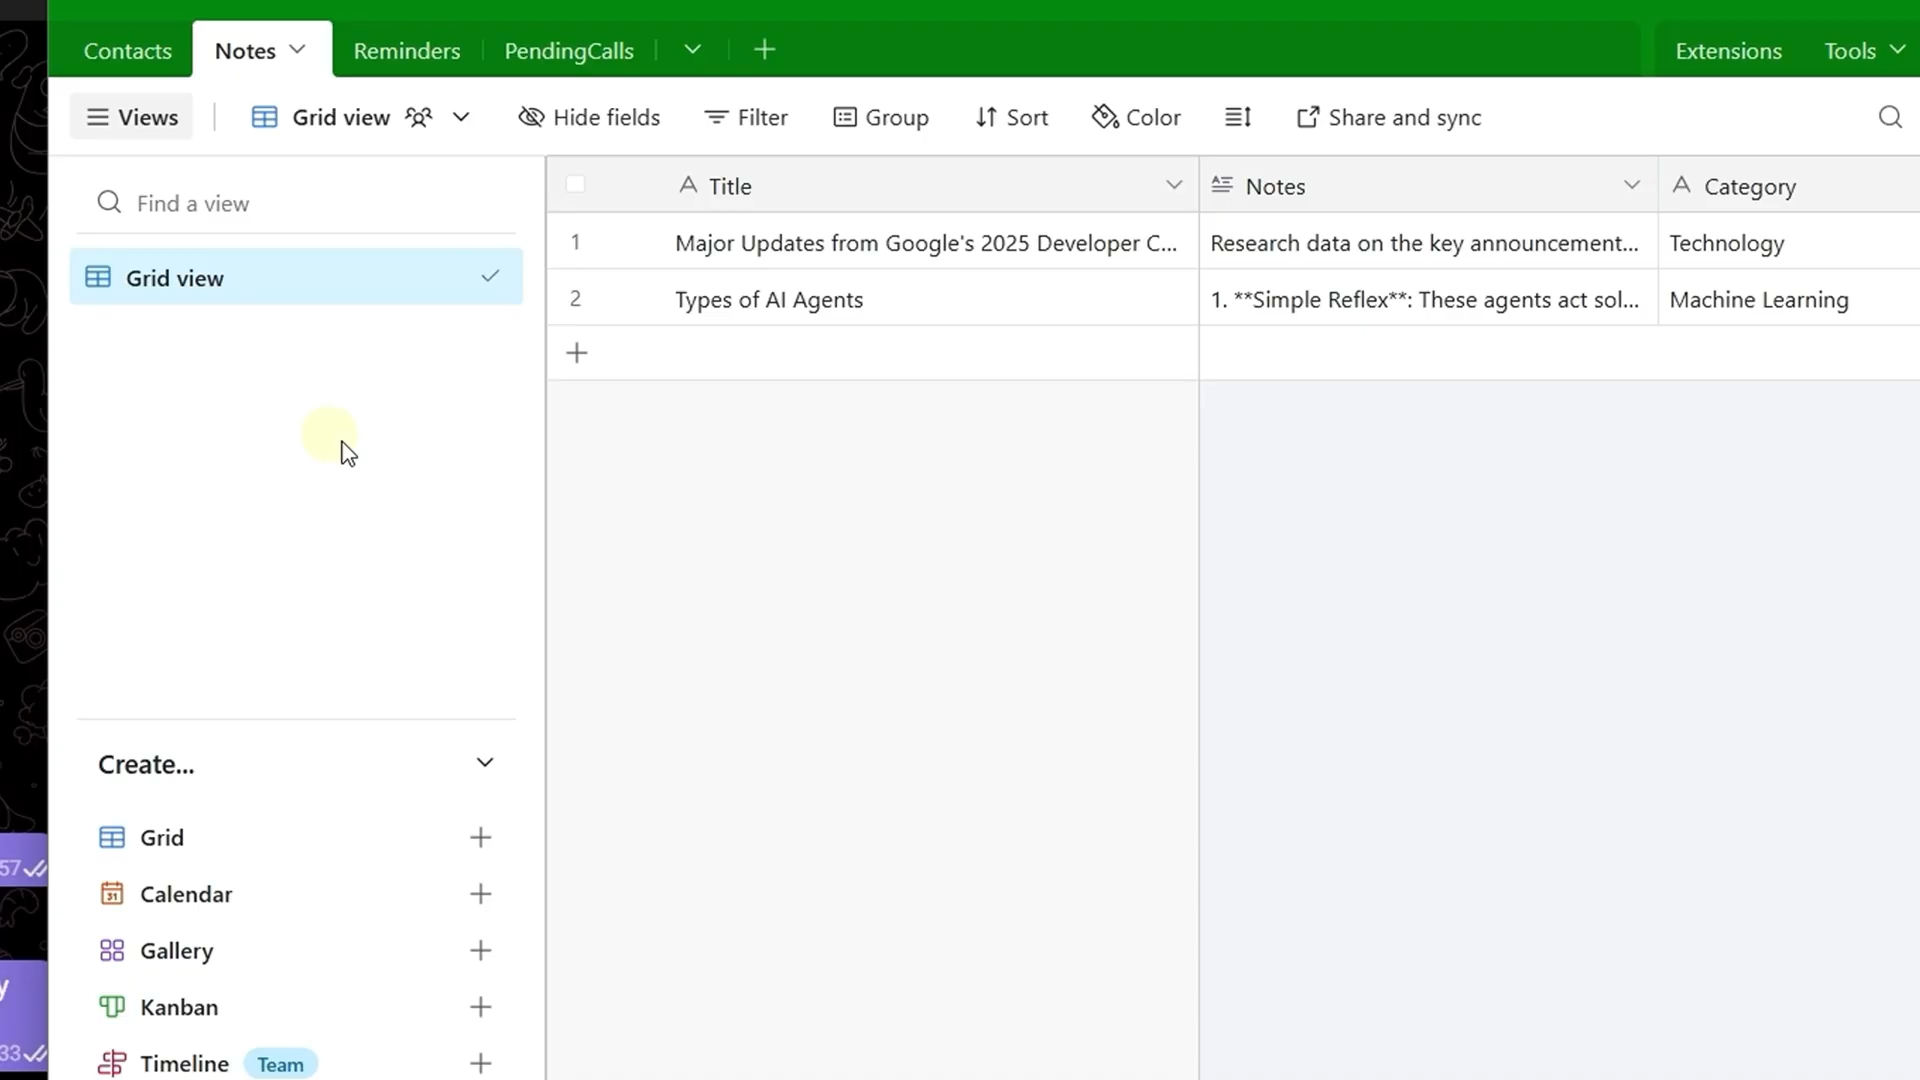 Contacts Notes Reminders PendingCalls Extensions Tools
Views Grid view Hide fields Filter Group Sort Color Share and sync
Find a view
Grid view
Title Notes Category
1 Major Updates from Google's 2025 Developer C... Research data on the key announcement... Technology
2 Types of AI Agents 1. **Simple Reflex**: These agents act sol... Machine Learning
Create...
Grid
Calendar
31
Gallery
Kanban
Timeline Team
57
y
33